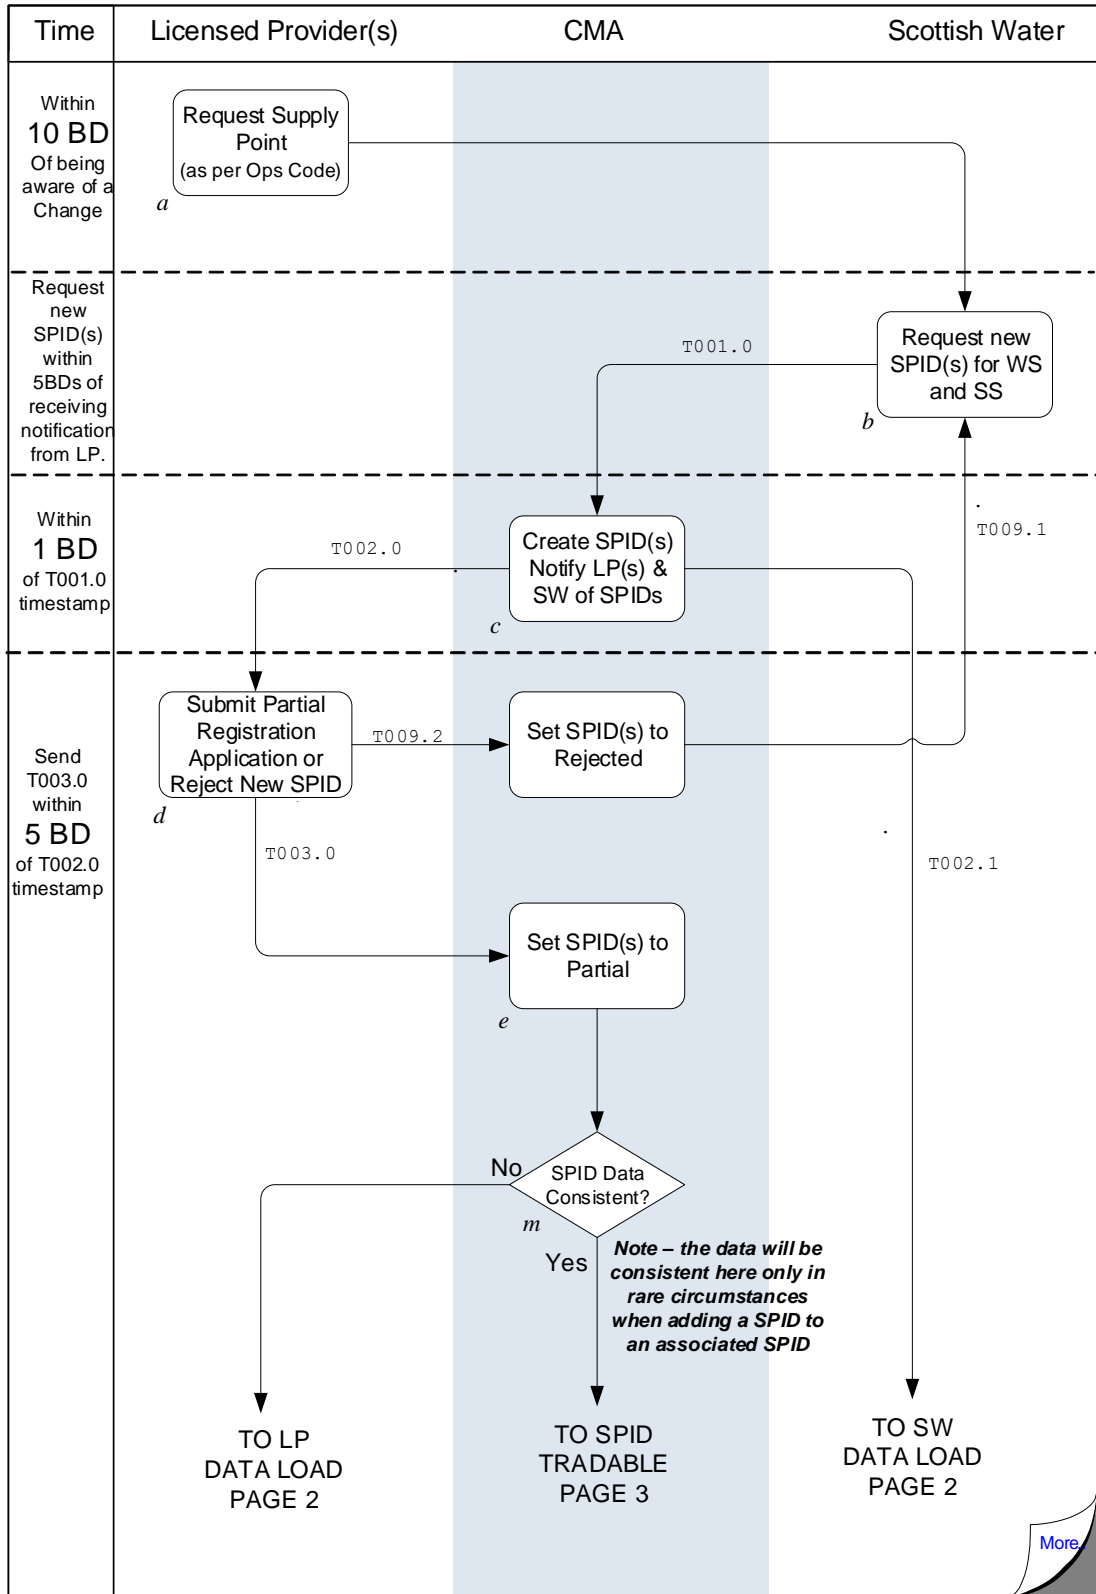 Time
Licensed Provider(s)
CMA
Scottish Water
Within
10 BD
Of being
aware of a
Change
Request Supply
Point
(as per Ops Code)
a
Request
new
SPID(s)
within
5BDs of
receiving
notification
from LP.
T001.0
Request new
SPID(s) for WS
and SS
b
Within
1 BD
of T001.0
timestamp
T002.0
Create SPID(s)
Notify LP(s) &
SW of SPIDs
c
T009.1
Send
T003.0
within
5 BD
of T002.0
timestamp
Submit Partial
Registration
Application or
Reject New SPID
d
T009.2
Set SPID(s) to
Rejected
T003.0
T002.1
Set SPID(s) to
Partial
e
No
SPID Data
Consistent?
m
Yes
Note – the data will be
consistent here only in
rare circumstances
when adding a SPID to
an associated SPID
TO LP
DATA LOAD
PAGE 2
TO SPID
TRADABLE
PAGE 3
TO SW
DATA LOAD
PAGE 2
More..